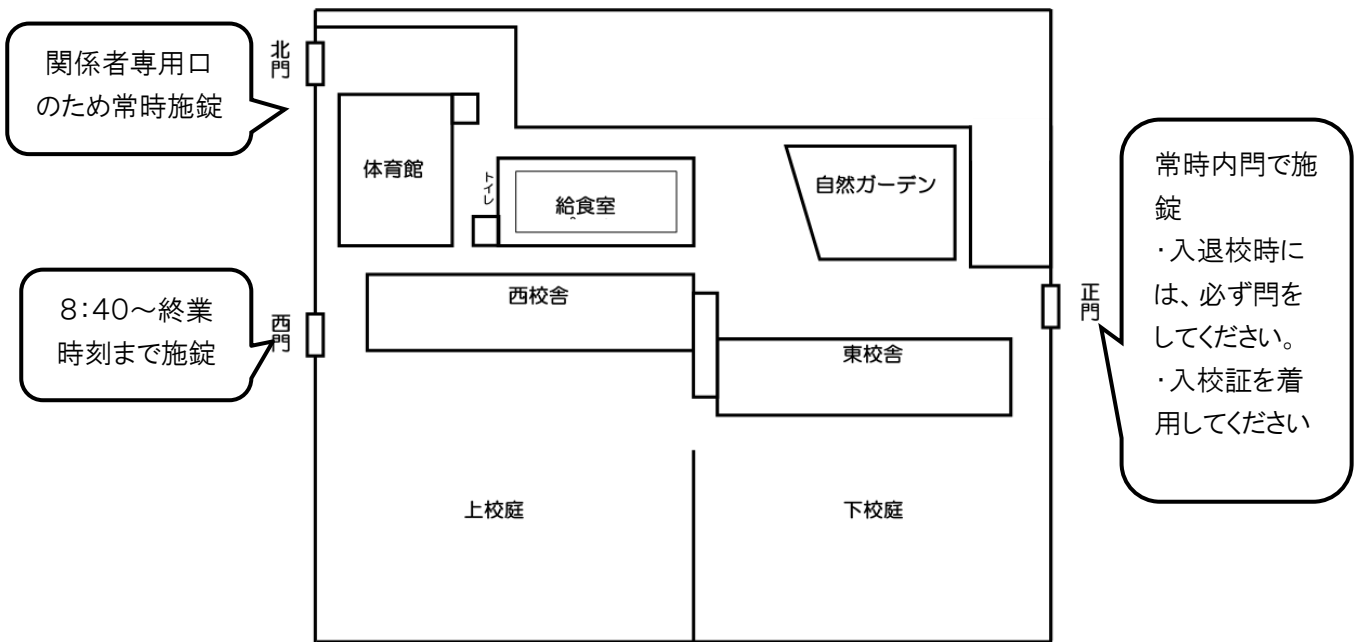 関係者専用口
のため常時施錠
北門
体育館
トイレ
給食室
自然ガーデン
常時内閂で施
錠
・入退校時に
は、必ず閂を
してください。
・入校証を着
用してください
8:40～終業
時刻まで施錠
西門
西校舎
正門
東校舎
上校庭
下校庭